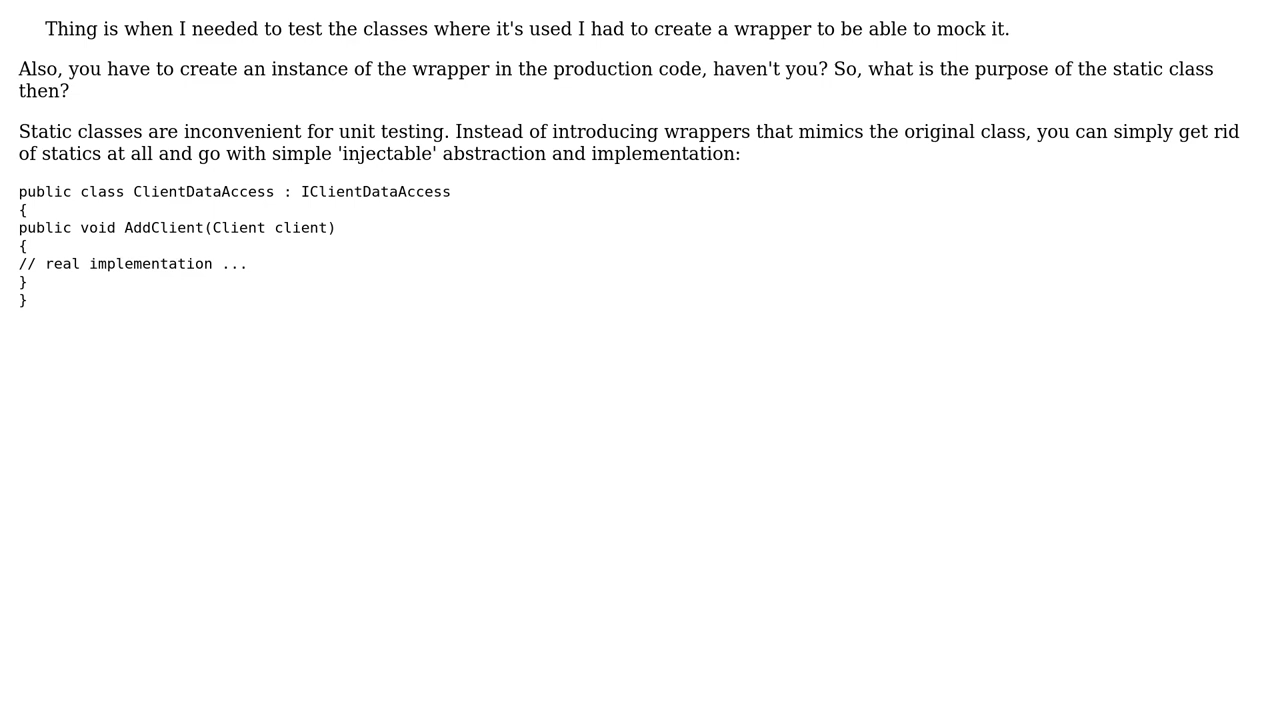 Thing is when I needed to test the classes where it's used I had to create a wrapper to be able to mock it.
Also, you have to create an instance of the wrapper in the production code, haven't you? So, what is the purpose of the static class
then?
Static classes are inconvenient for unit testing. Instead of introducing wrappers that mimics the original class, you can simply get rid
of statics at all and go with simple 'injectable' abstraction and implementation:
public class ClientDataAccess : IClientDataAccess
{
public void AddClient(Client client)
{
// real implementation ...
}
}